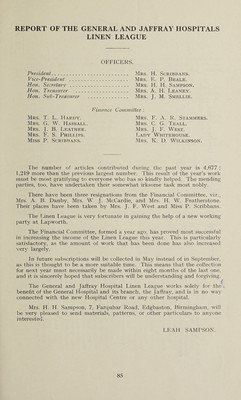 REPORT OF THE GENERAL AND JAFFRAY HOSPITALS
LINEN LEAGUE
OFFICERS.
President MRS. H. SCRIBBANS.
Vice-President MRS. E. P. BEALE.
Hon. Secretary MRS. H. H. SAMPSON.
Hon. Treasurer MRS. A. H. LEANEY.
Hon. Sub-Treasurer MRS. J. M. SMELLIE.
Finance Committee :
MRS. T. L. HARDY. MRS. F. A. R. STAMMERS.
MRS. G. W. HASSALL. MRS. C. G. TEALL.
MRS. J. B. LEATHER. MRS. J. F. WEST.
MRS. F. S. PHILLIPS. LADY WHITEHOUSE.
MISS P. SCRIBBANS. MRS. K. D. WILKINSON.
The number of articles contributed during the past year is 4,677 ;
1,219 more than the previous largest number. This result of the year's work
must be most gratifying to everyone who has so kindly helped. The mending
parties, too, have undertaken their somewhat irksome task most nobly.
There have been three resignations from the Financial Committee, viz.,
Mrs. A. B. Danby, Mrs. W. J. McCardie, and Mrs. W. H. Featherstone.
Their places have been taken by Mrs. J. F. West and Miss P. Scribbans.
The Linen League is very fortunate in gaining the help of a new working
party at Lapworth.
The Financial Committee, formed a year ago, has proved most successful
in increasing the income of the Linen League this year. This is particularly
satisfactory, as the amount of work that has been done has also increased
very largely.
In future subscriptions will be collected in May instead of in September,
as this is thought to be a more suitable time. This means that the collection
for next year must necessarily be made within eight months of the last one,
and it is sincerely hoped that subscribers will be understanding and forgiving.
The General and Jaffray Hospital Linen League works solely for the
benefit of the General Hospital and its branch, the Jaffray, and is in no way
connected with the new Hospital Centre or any other hospital.
Mrs. H. H. Sampson, 7, Farquhar Road, Edgbaston, Birmingham, will
be very pleased to send materials, patterns, or other particulars to anyone
interested.
LEAH SAMPSON.